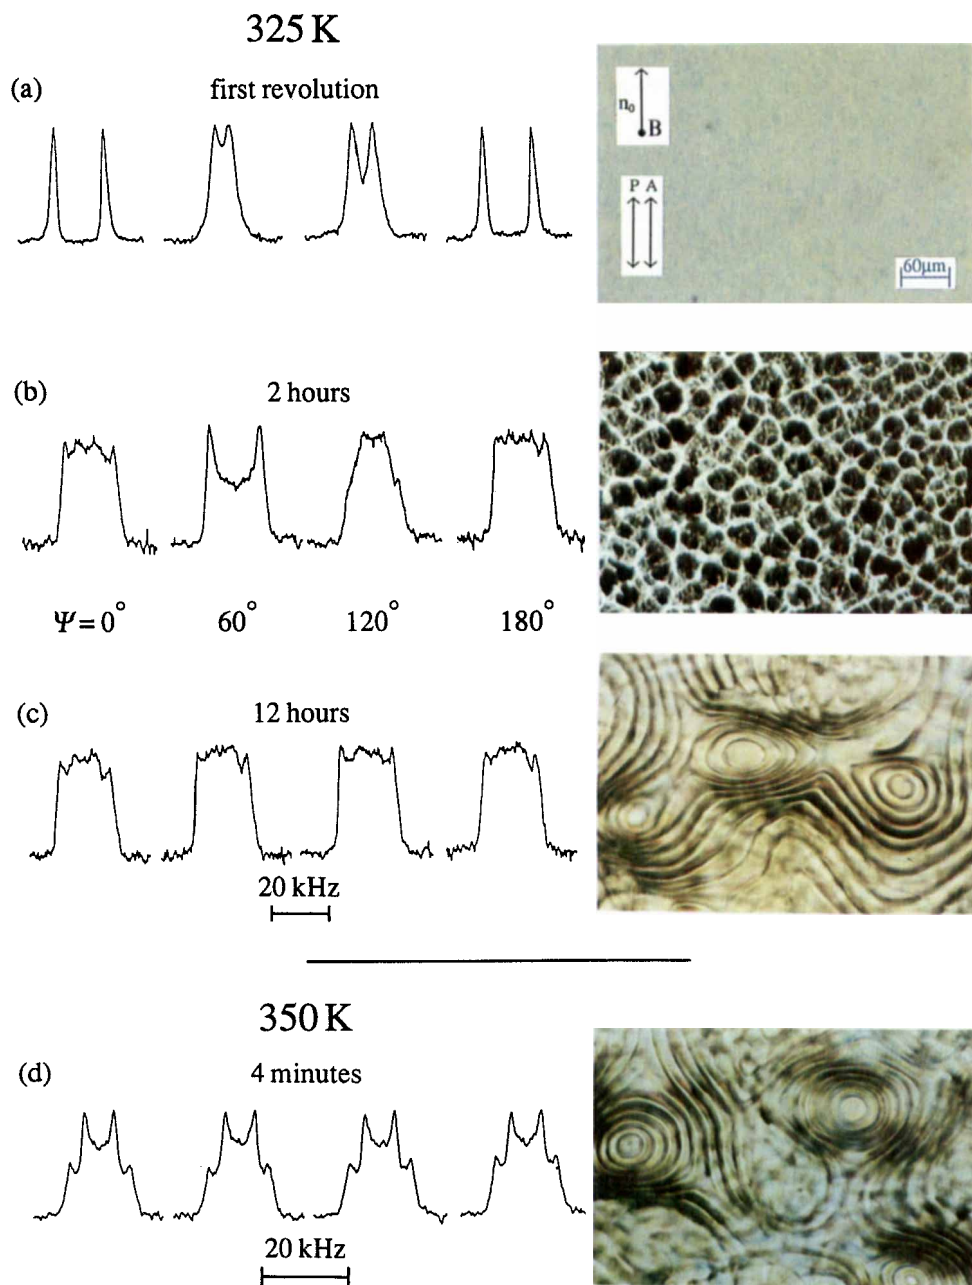 325 K
(a)
first revolution
n₀
B
P A
60μm
(b)
2 hours
Ψ = 0° 60° 120° 180°
(c)
12 hours
20 kHz
350 K
(d)
4 minutes
20 kHz